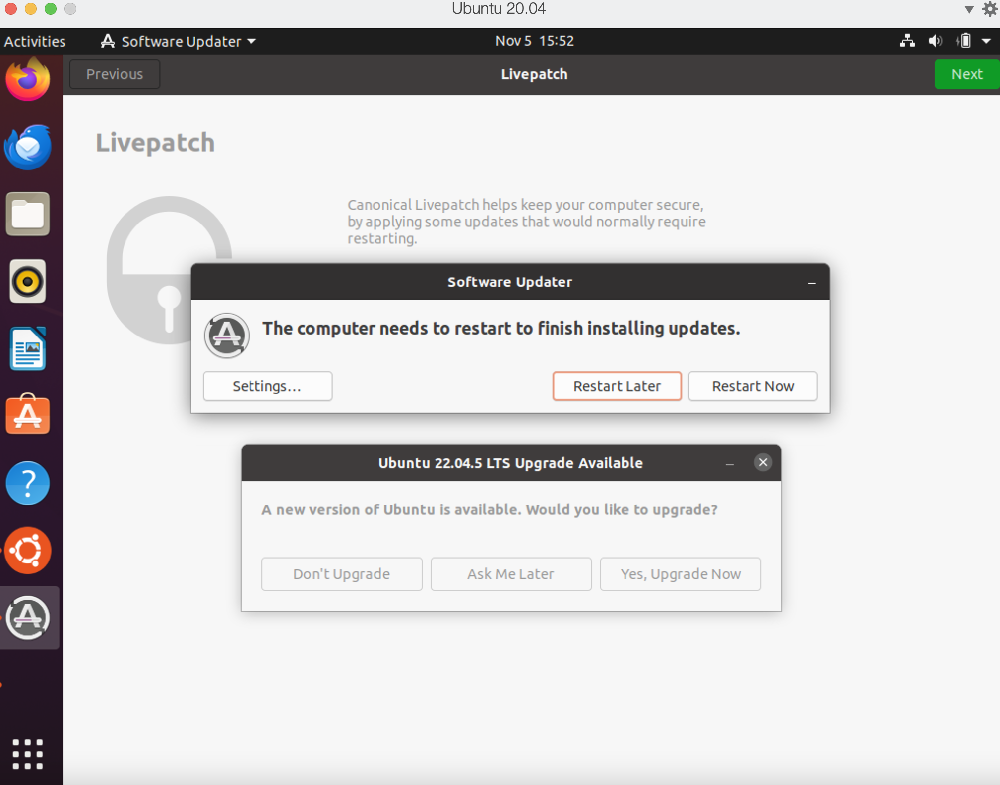 Ubuntu 20.04
Activities
Software Updater
Nov 5 15:52
Previous
Livepatch
Next
Livepatch
Canonical Livepatch helps keep your computer secure,
by applying some updates that would normally require
restarting.
Software Updater
The computer needs to restart to finish installing updates.
Settings...
Restart Later
Restart Now
Ubuntu 22.04.5 LTS Upgrade Available
A new version of Ubuntu is available. Would you like to upgrade?
Don't Upgrade
Ask Me Later
Yes, Upgrade Now